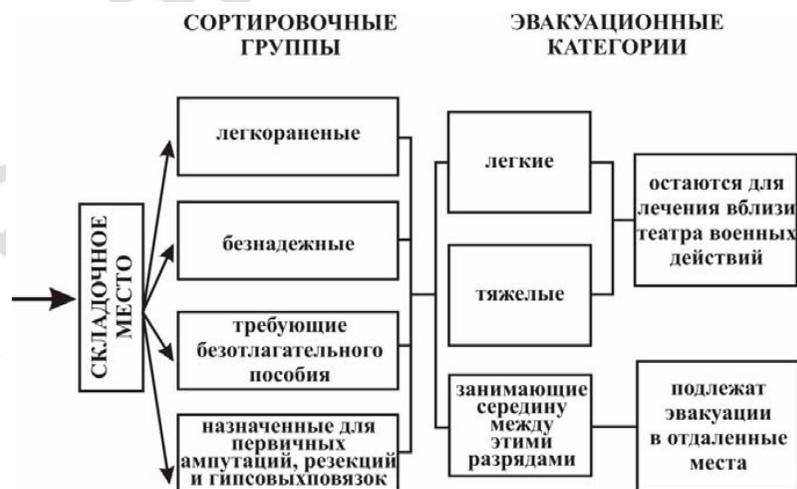 СОРТИРОВОЧНЫЕ
ГРУППЫ
ЭВАКУАЦИОННЫЕ
КАТЕГОРИИ
СКЛАДОЧНОЕ
МЕСТО
легкораненые
безнадежные
требующие
безотлагательного
пособия
назначенные для
первичных
ампутаций, резекций
и гипсовыхповязок
легкие
тяжелые
занимающие
середину
между
этими
разрядами
остаются для
лечения вблизи
театра военных
действий
подлежат
эвакуации
в отдаленные
места